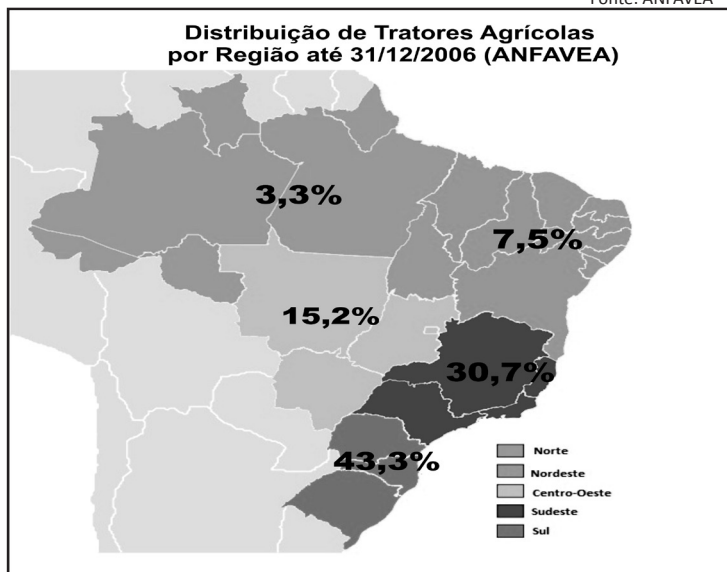 Fonte: ANFAVEA
Distribuição de Tratores Agrícolas
por Região até 31/12/2006 (ANFAVEA)
3,3%
7,5%
15,2%
30,7%
43,3%
Norte
Nordeste
Centro-Oeste
Sudeste
Sul